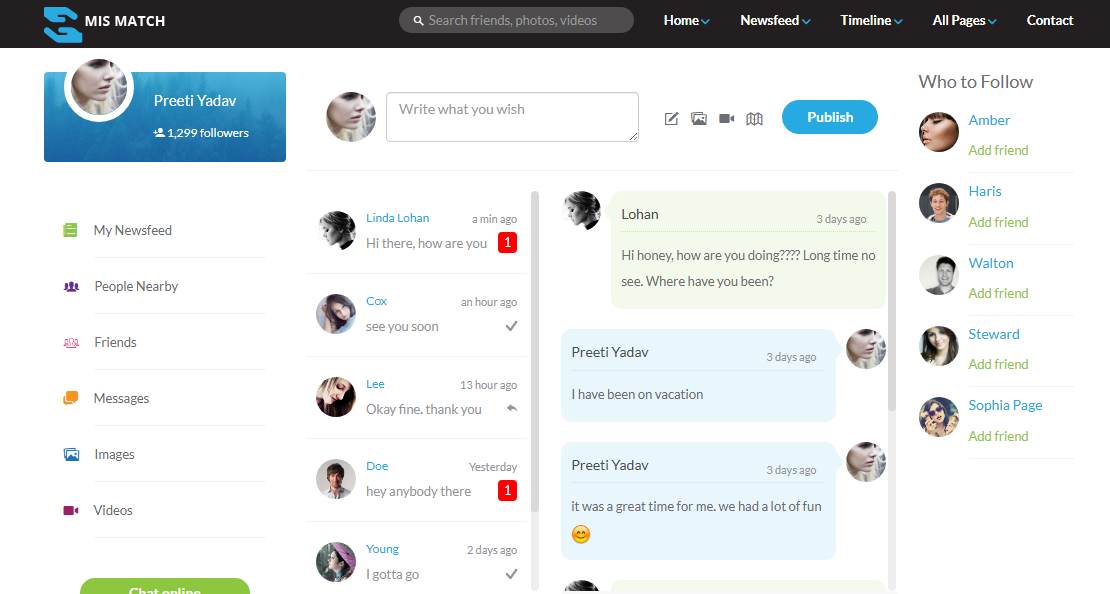 MIS MATCH
Search friends, photos, videos
Home
Newsfeed
Timeline
All Pages
Contact
Preeti Yadav
1,299 followers
My Newsfeed
People Nearby
Friends
Messages
Images
Videos
Chat online
Write what you wish
Publish
Linda Lohan
a min ago
Hi there, how are you
1
Cox
an hour ago
see you soon
Lee
13 hour ago
Okay fine. thank you
Doe
Yesterday
hey anybody there
1
Young
2 days ago
I gotta go
Lohan
3 days ago
Hi honey, how are you doing???? Long time no
see. Where have you been?
Preeti Yadav
3 days ago
I have been on vacation
Preeti Yadav
3 days ago
it was a great time for me. we had a lot of fun
😊
Who to Follow
Amber
Add friend
Haris
Add friend
Walton
Add friend
Steward
Add friend
Sophia Page
Add friend